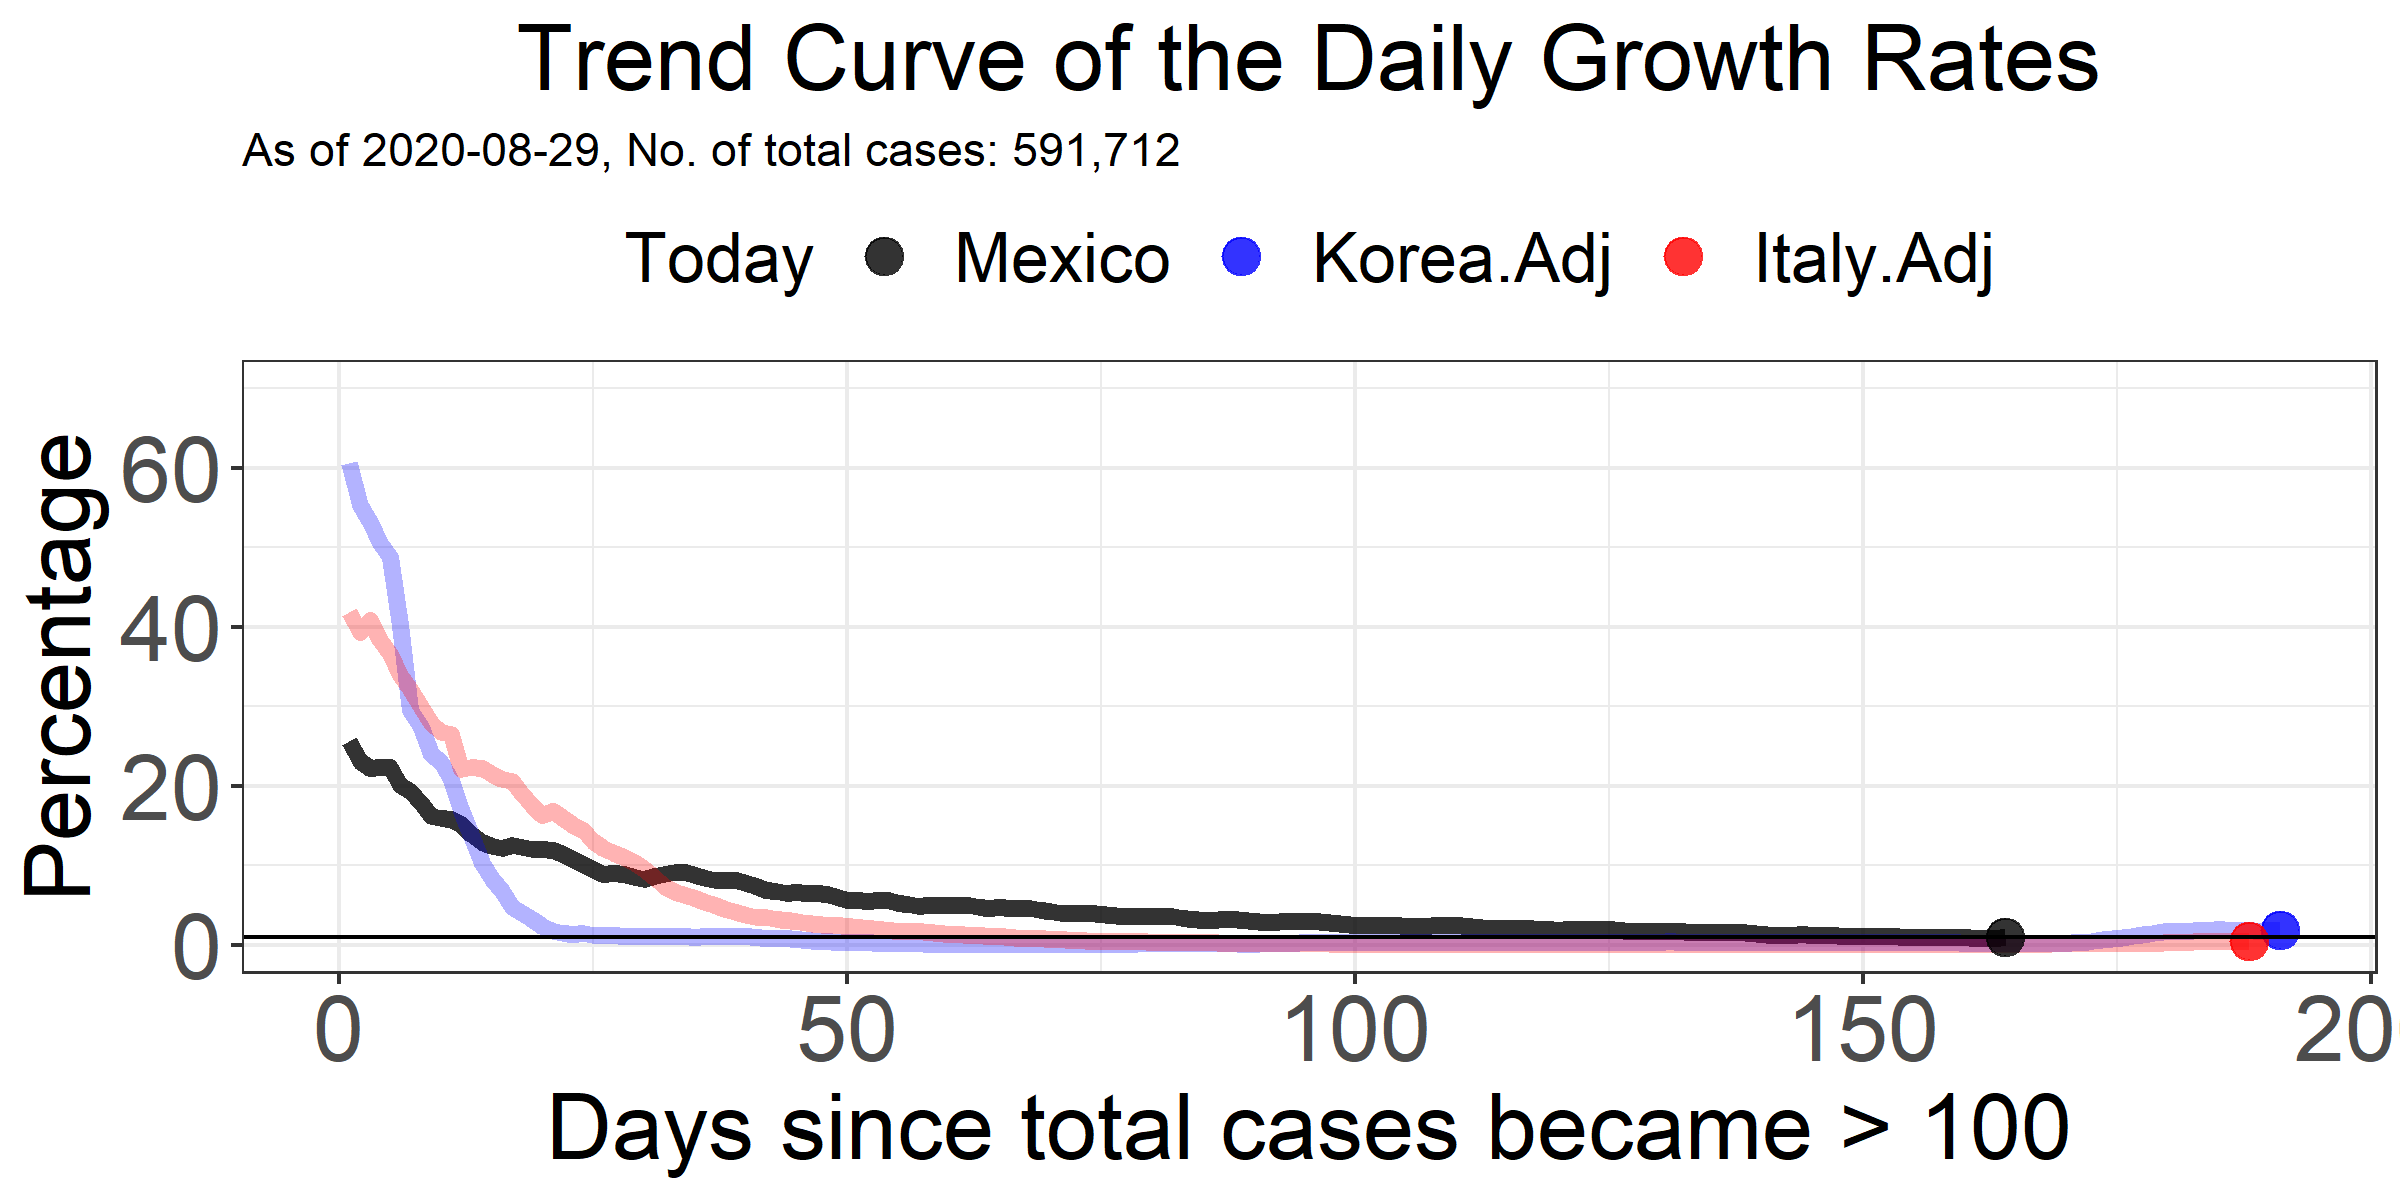 Trend Curve of the Daily Growth Rates
As of 2020-08-29, No. of total cases: 591,712
Today Mexico Korea.Adj Italy.Adj
Percentage
60
40
20
0
0 50 100 150 20
Days since total cases became > 100